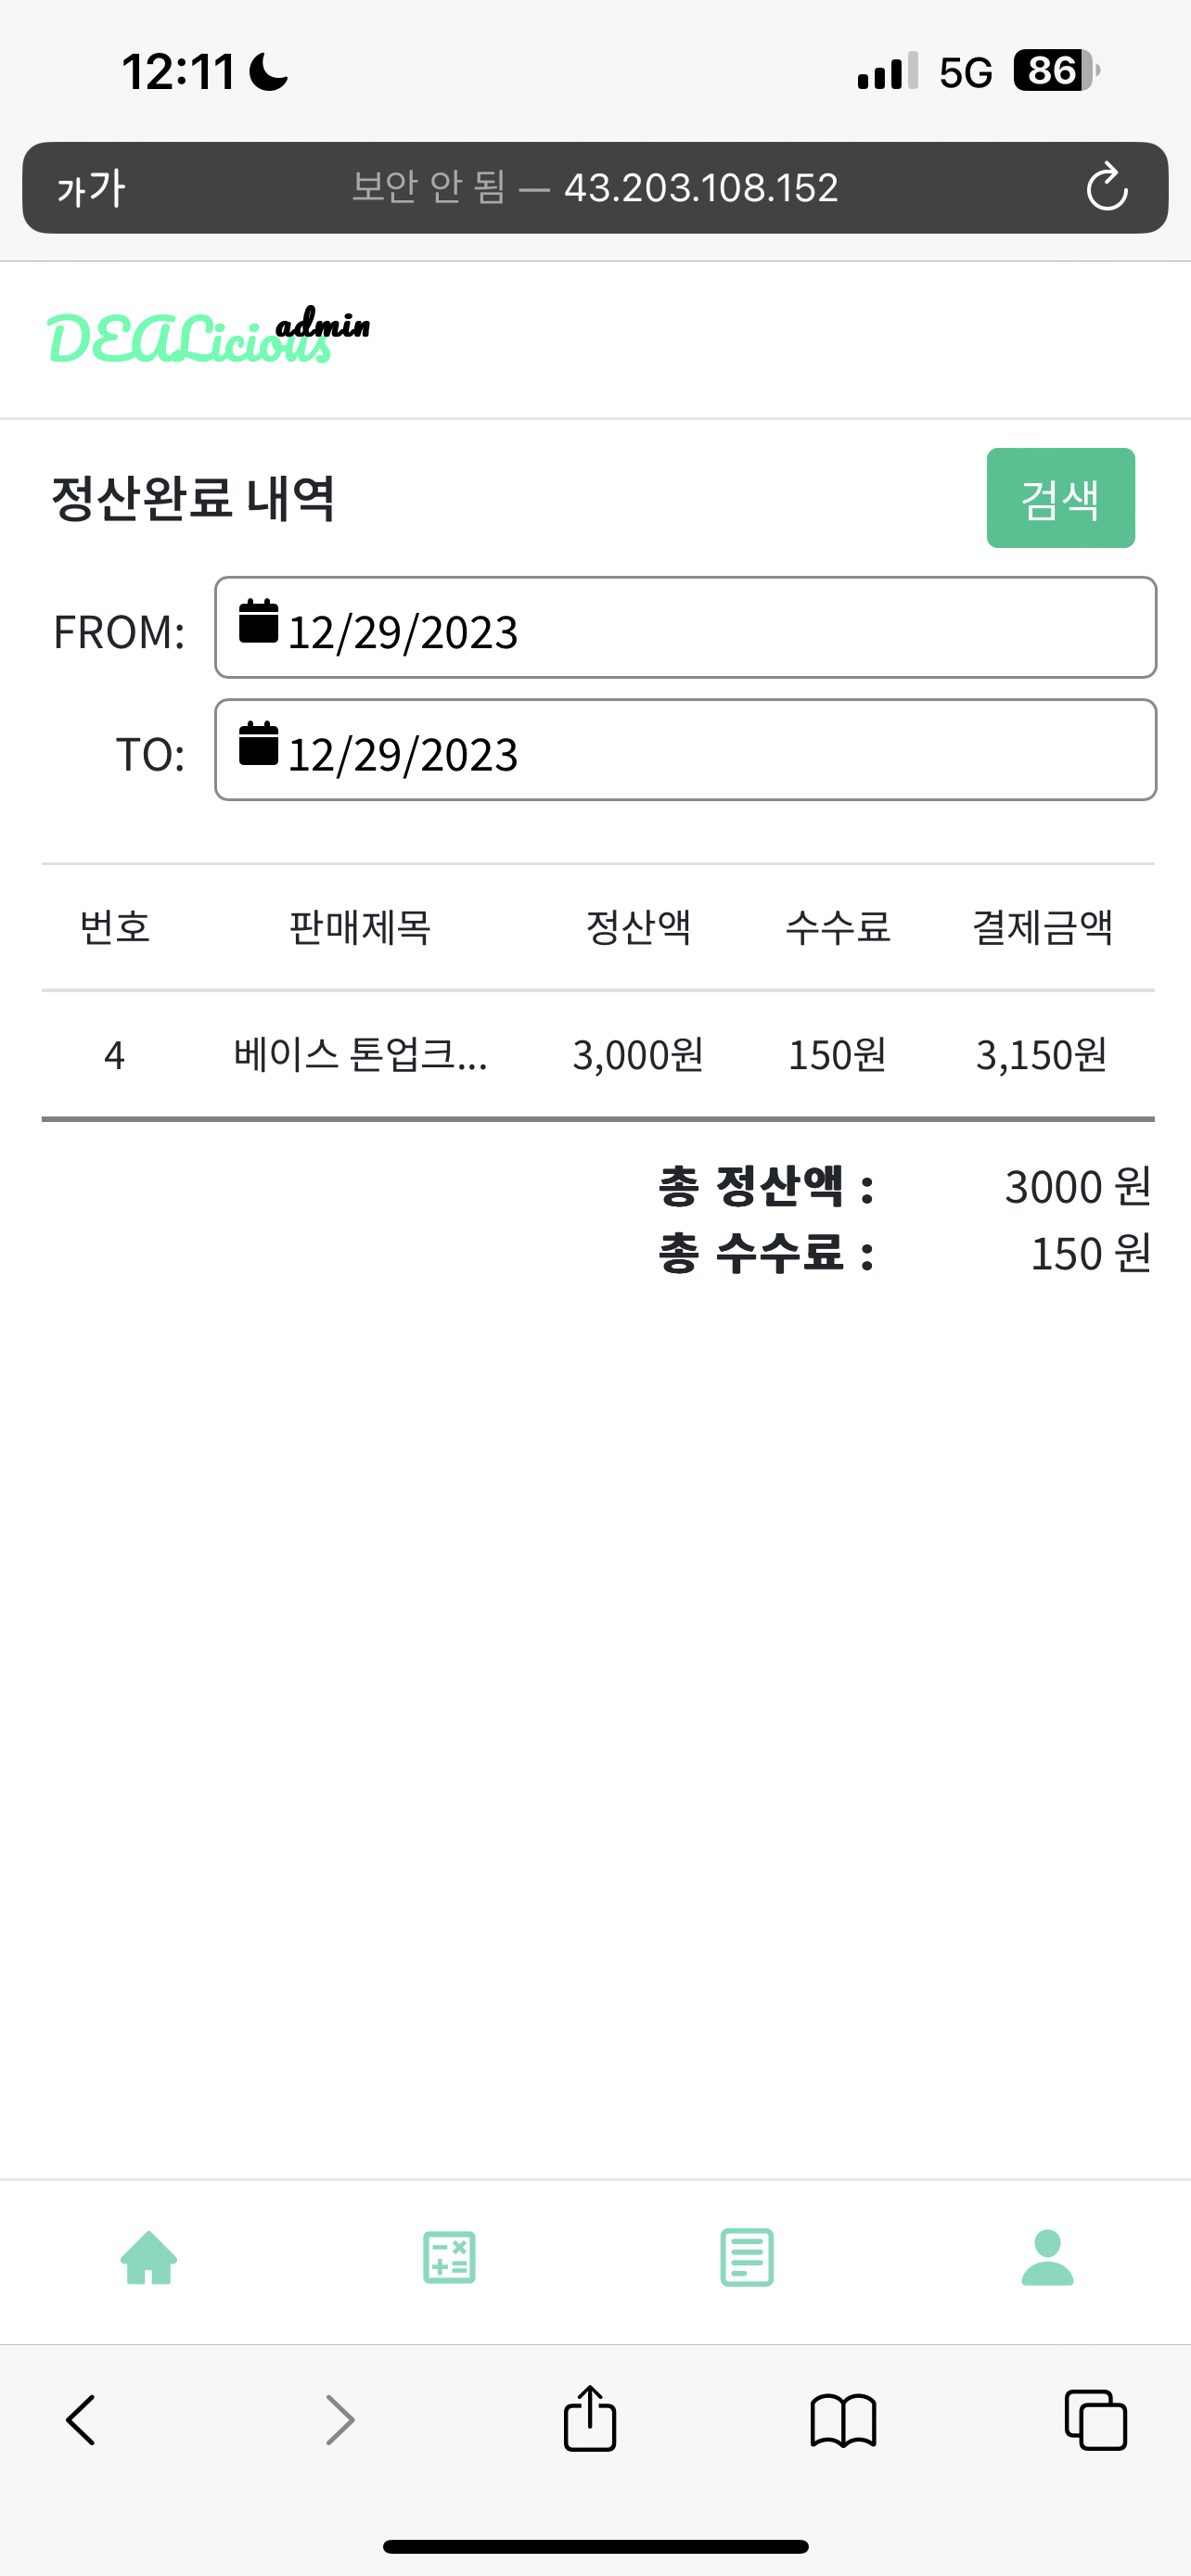 12:11 5G 86
가가 보안 안 됨 — 43.203.108.152
DEALicious admin
정산완료 내역 검색
FROM: 12/29/2023
TO: 12/29/2023
번호 판매제목 정산액 수수료 결제금액
4 베이스 톤업크... 3,000원 150원 3,150원
총 정산액 : 3000 원
총 수수료 : 150 원